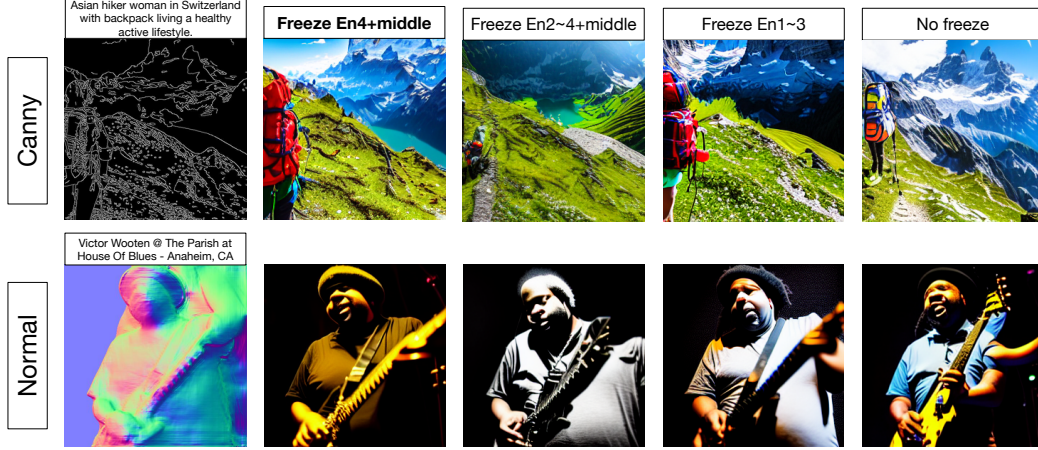 Asian hiker woman in Switzerland
with backpack living a healthy
active lifestyle.
Freeze En4+middle
Freeze En2~4+middle
Freeze En1~3
No freeze
Canny
Victor Wooten @ The Parish at
House Of Blues - Anaheim, CA
Normal